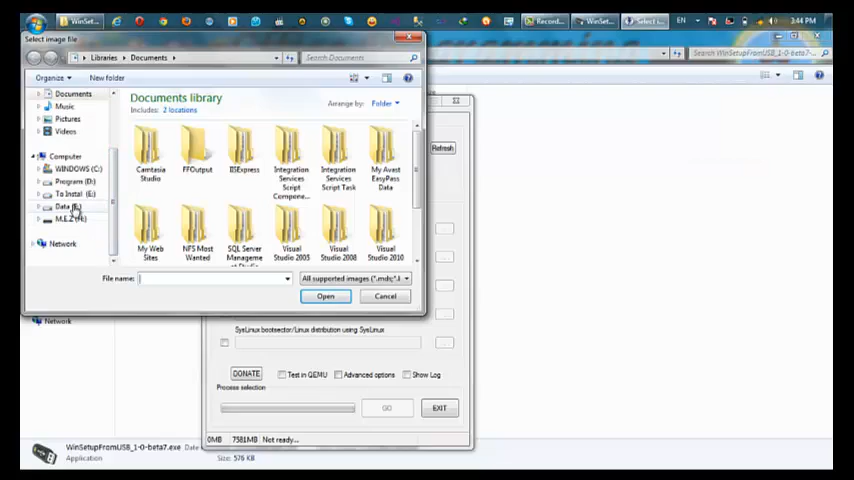 WinSet...
Record...
WinSet...
Select i...
EN
3:44 PM
Select image file
Libraries
Documents
Search Documents
Search WinSetupFromUSB_1-0-beta7...
Organize
New folder
Documents
Music
Pictures
Videos
Computer
WINDOWS (C:)
Program (D:)
To Install (E:)
Data
Network
Documents library
Includes: 2 locations
Arrange by: Folder
Camtasia Studio
FFOutput
IISExpress
Integration Services Script Compone...
Integration Services Script Task
My Avast EasyPass Data
My Web Sites
NFS Most Wanted
SQL Server Manageme
Visual Studio 2005
Visual Studio 2008
Visual Studio 2010
File name:
All supported images (*.mdi;*.I
Open
Cancel
Refresh
Network
SysLinux bootsector/Linux distribution using SysLinux
DONATE
Test in QEMU
Advanced options
Show Log
Process selection
GO
EXIT
0MB
7581MB
Not ready...
WinSetupFromUSB_1-0-beta7.exe
Application
Size: 576 KB